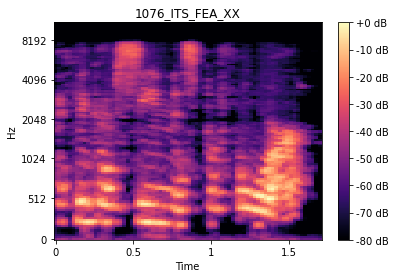 1076_ITS_FEA_XX
8192
4096
2048
1024
512
0
Hz
0
0.5
1
1.5
Time
+0 dB
-10 dB
-20 dB
-30 dB
-40 dB
-50 dB
-60 dB
-70 dB
-80 dB